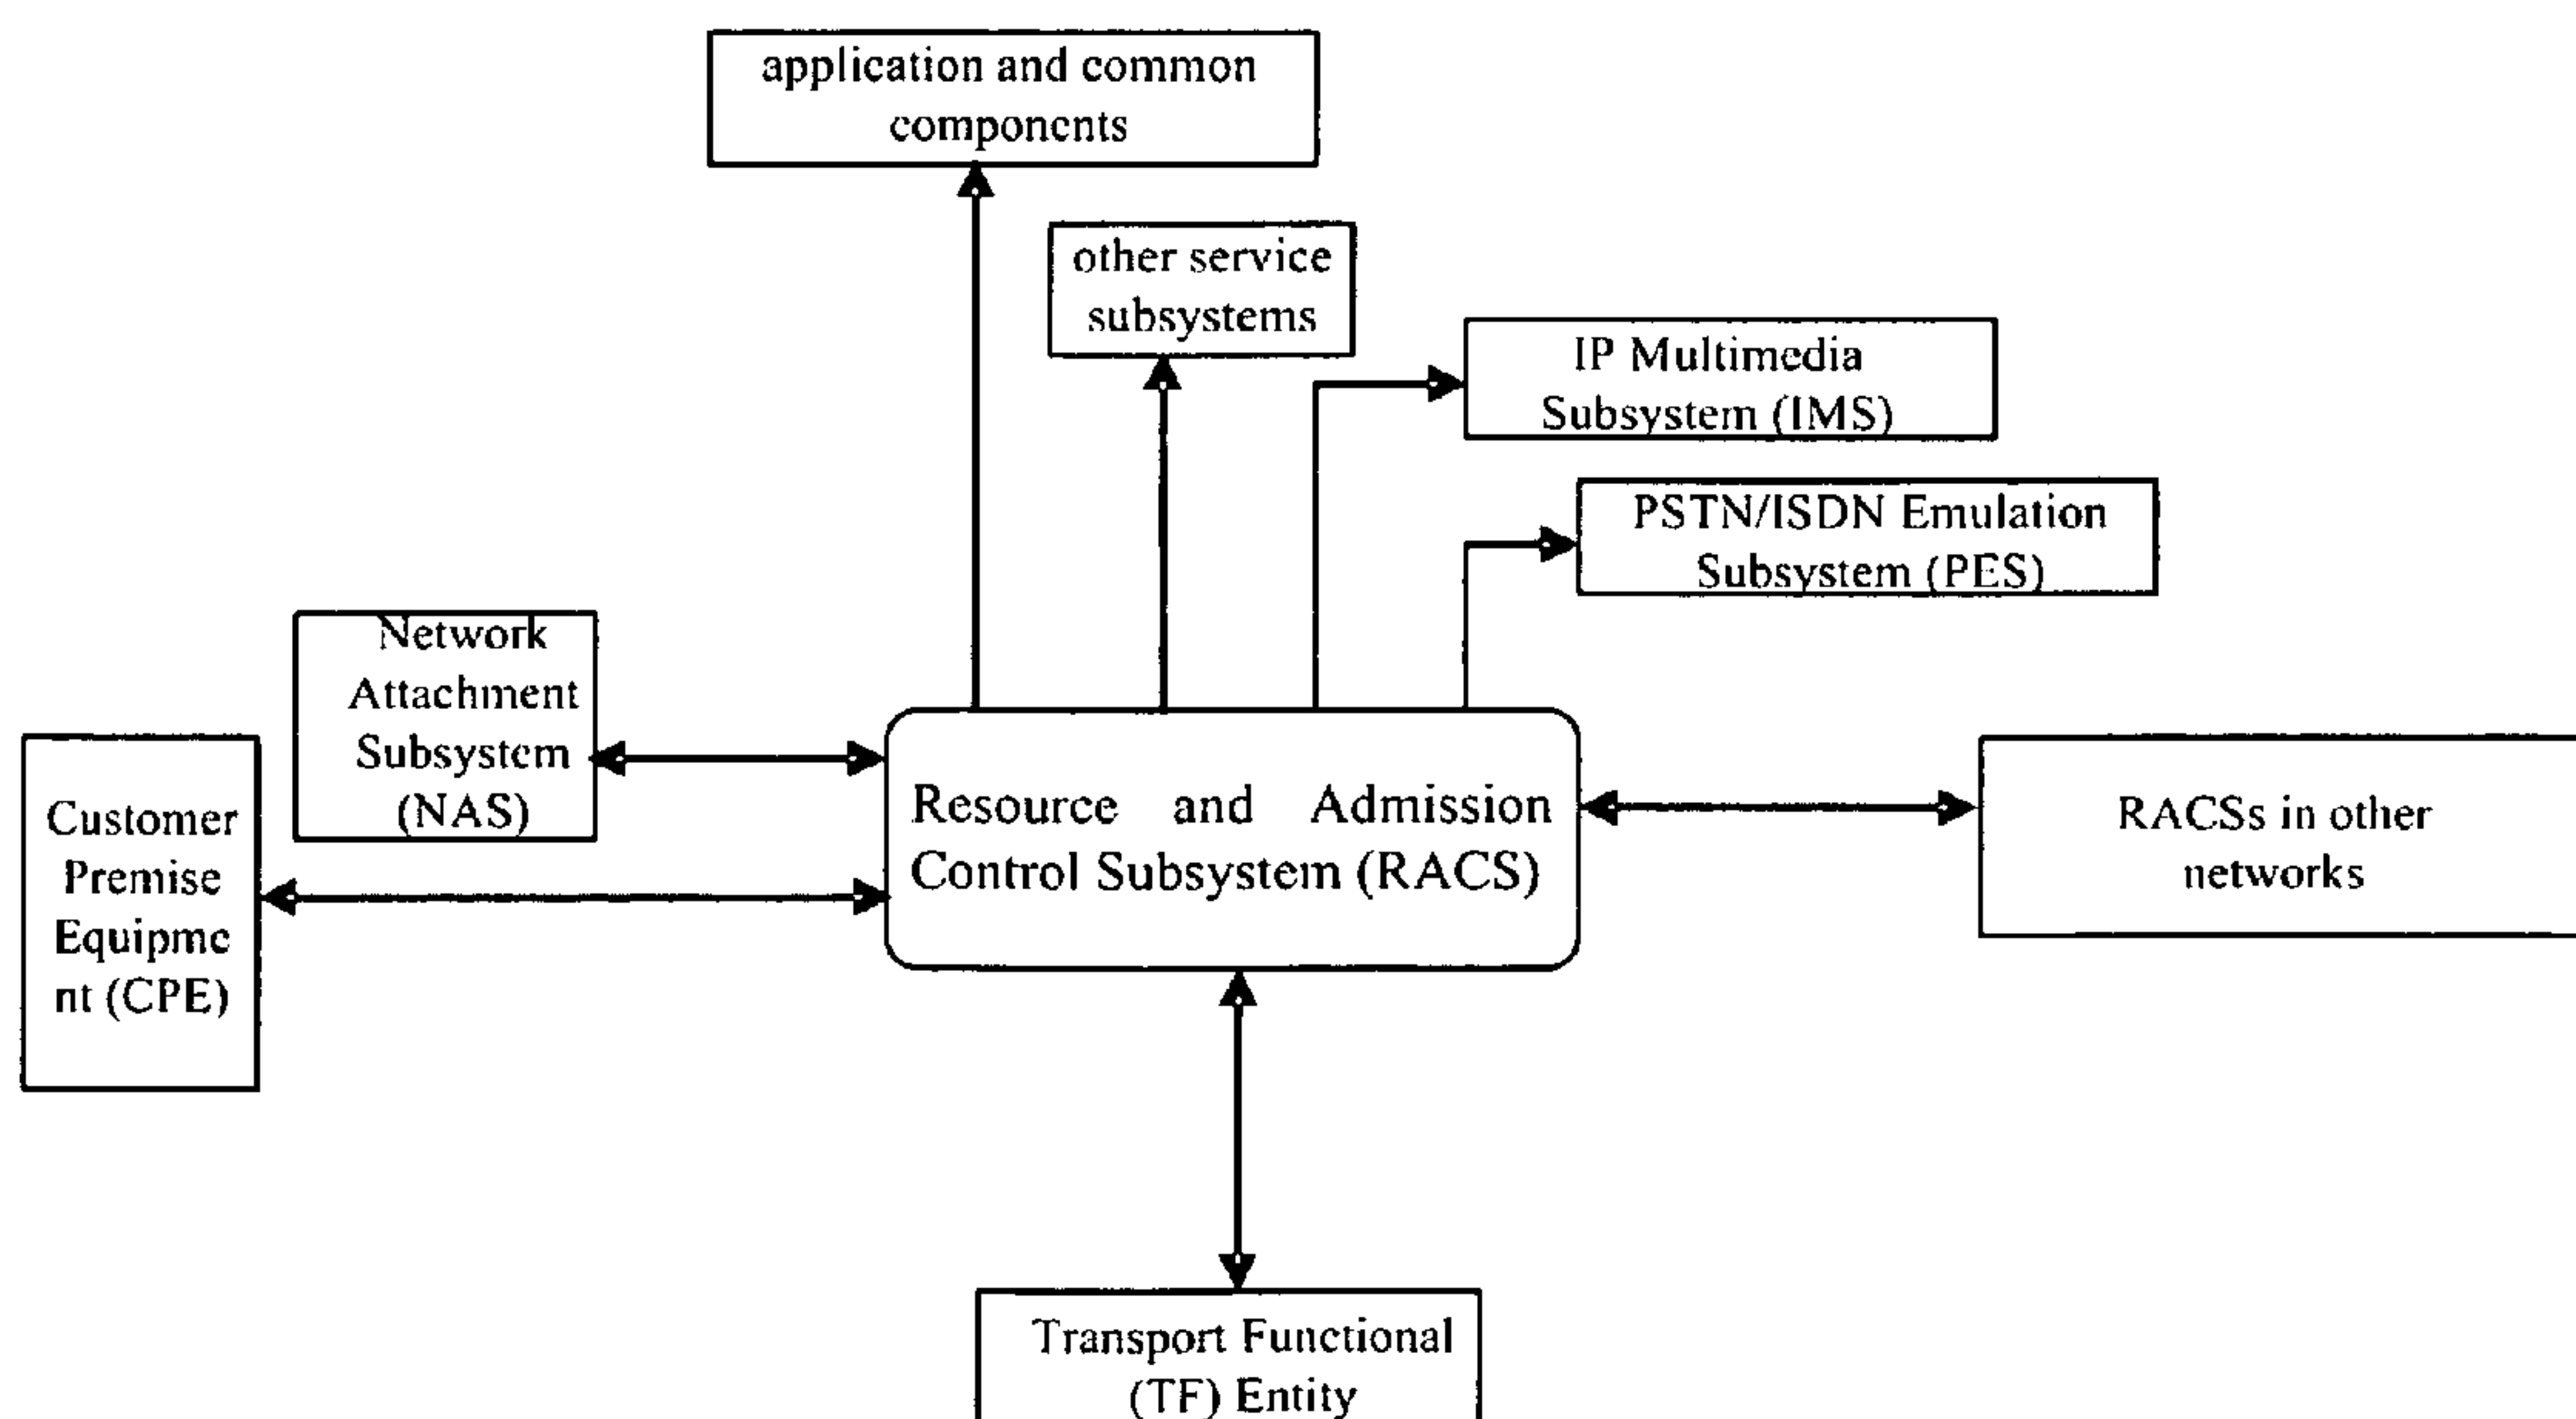 application and common
components
other service
subsystems
IP Multimedia
Subsystem (IMS)
PSTN/ISDN Emulation
Subsystem (PES)
Network
Attachment
Subsystem
(NAS)
Customer
Premise
Equipme
nt (CPE)
Resource and Admission
Control Subsystem (RACS)
RACSs in other
networks
Transport Functional
(TF) Entity